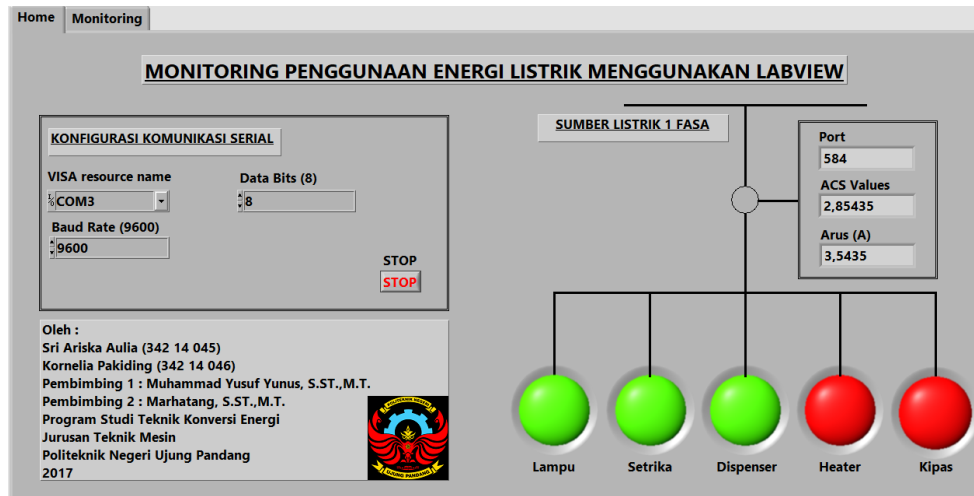 Home Monitoring
MONITORING PENGGUNAAN ENERGI LISTRIK MENGGUNAKAN LABVIEW
KONFIGURASI KOMUNIKASI SERIAL
VISA resource name
COM3
Data Bits (8)
8
Baud Rate (9600)
9600
STOP
STOP
SUMBER LISTRIK 1 FASA
Port
584
ACS Values
2,85435
Arus (A)
3,5435
Oleh :
Sri Ariska Aulia (342 14 045)
Kornelia Pakiding (342 14 046)
Pembimbing 1 : Muhammad Yusuf Yunus, S.ST.,M.T.
Pembimbing 2 : Marhatang, S.ST.,M.T.
Program Studi Teknik Konversi Energi
Jurusan Teknik Mesin
Politeknik Negeri Ujung Pandang
2017
POLITEKNIK NEGERI
UJUNG PANDANG
Lampu Setrika Dispenser Heater Kipas